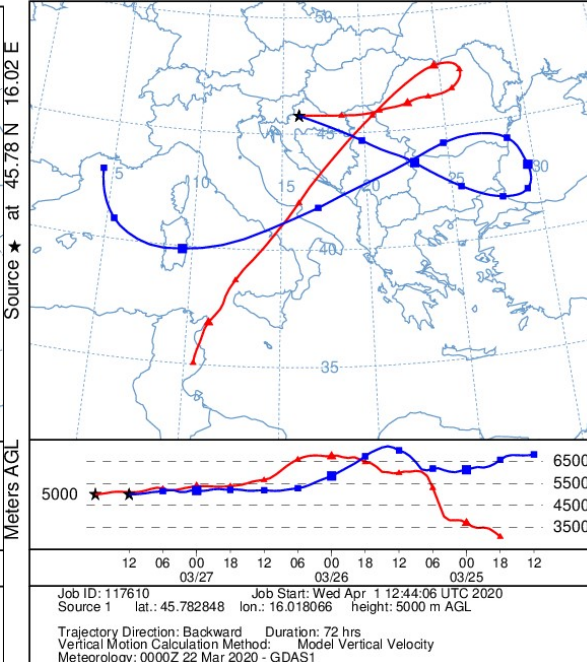 Source ★ at 45.78 N 16.02 E
50
45
5
10
15
20
25
30
40
35
Meters AGL
5000
6500
5500
4500
3500
12 06 00 18 12 06 00 18 12 06 00 18 12
03/27 03/26 03/25
Job ID: 117610 Job Start: Wed Apr 1 12:44:06 UTC 2020
Source 1 lat.: 45.782848 lon.: 16.018066 height: 5000 m AGL
Trajectory Direction: Backward Duration: 72 hrs
Vertical Motion Calculation Method: Model Vertical Velocity
Meteorology: 0000Z 22 Mar 2020 - GDAS1